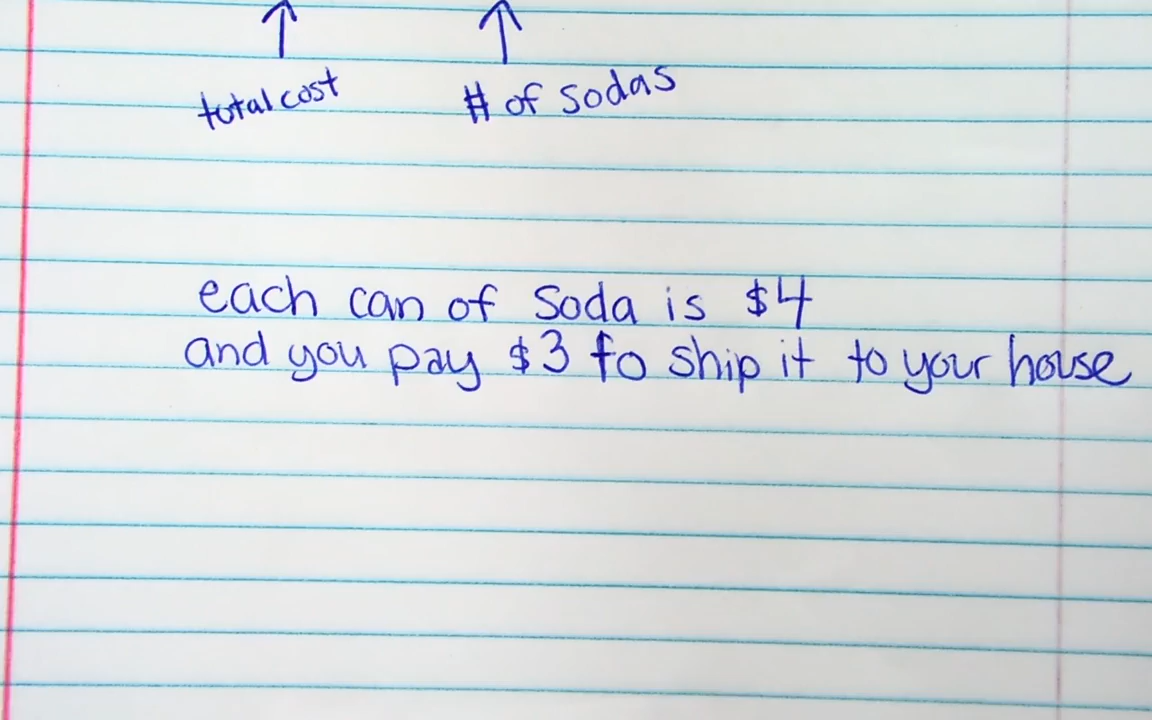 total cost # of sodas
each can of soda is $4
and you pay $3 to ship it to your house